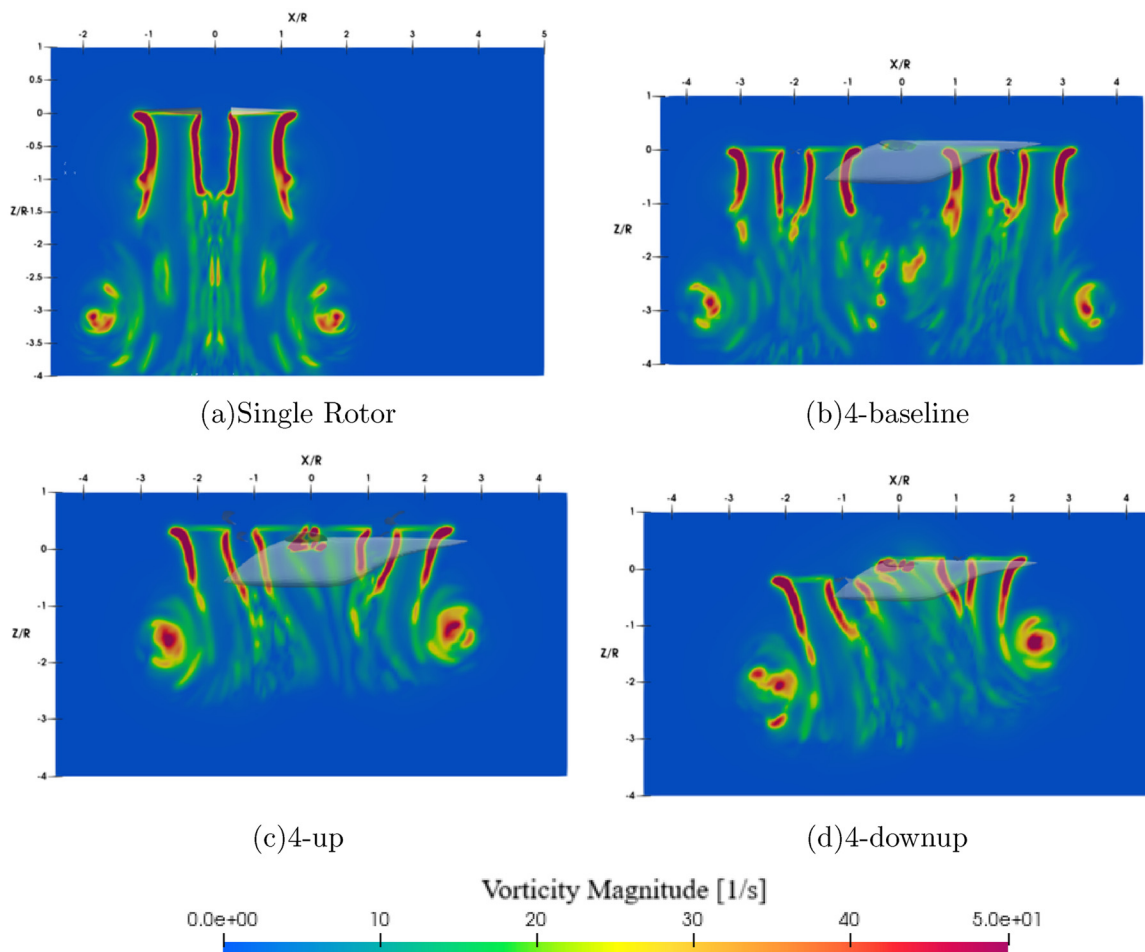 X/R
-2 -1 0 1 2 3 4 5
1
0.5
0
-0.5
-1
Z/R-1.5
-2
-2.5
-3
-3.5
-4
(a)Single Rotor
X/R
-4 -3 -2 -1 0 1 2 3 4
1
0
-1
Z/R
-2
-3
-4
(b)4-baseline
X/R
-4 -3 -2 -1 0 1 2 3 4
1
0
-1
Z/R
-2
-3
-4
(c)4-up
X/R
-4 -3 -2 -1 0 1 2 3 4
1
0
-1
Z/R
-2
-3
-4
(d)4-downup
Vorticity Magnitude [1/s]
0.0e+00 10 20 30 40 5.0e+01